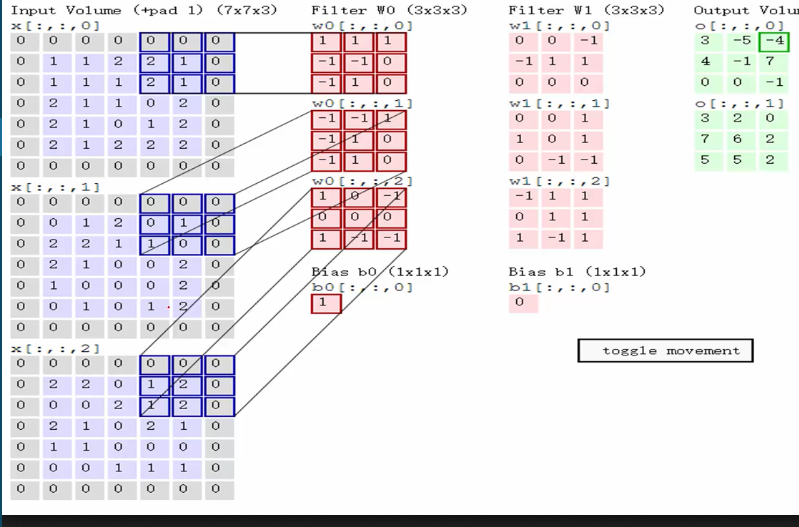 Input Volume (+pad 1) (7x7x3)
x[:,:,0]
0 0 0 0 0 0 0
0 1 1 2 2 1 0
0 1 1 1 2 1 0
0 2 1 1 0 2 0
0 2 1 0 1 2 0
0 2 1 2 2 2 0
0 0 0 0 0 0 0
x[:,:,1]
0 0 0 0 0 0 0
0 0 1 2 0 1 0
0 2 2 1 1 0 0
0 2 1 0 0 2 0
0 1 0 0 0 2 0
0 0 1 0 1 2 0
0 0 0 0 0 0 0
x[:,:,2]
0 0 0 0 0 0 0
0 2 2 0 1 2 0
0 0 0 2 1 2 0
0 2 1 0 2 1 0
0 1 1 0 0 0 0
0 0 0 1 1 1 0
0 0 0 0 0 0 0
Filter W0 (3x3x3)
w0[:,:,0]
1 1 1
-1 -1 0
-1 1 0
w0[:,:,1]
-1 -1 1
-1 1 0
-1 1 0
w0[:,:,2]
1 0 -1
0 0 0
1 -1 -1
Bias b0 (1x1x1)
b0[:,:,0]
1
Filter W1 (3x3x3)
w1[:,:,0]
0 0 -1
-1 1 1
0 0 0
w1[:,:,1]
0 0 1
1 0 1
0 -1 -1
w1[:,:,2]
-1 1 1
0 1 1
1 -1 1
Bias b1 (1x1x1)
b1[:,:,0]
0
Output Volu
o[:,:,0]
3 -5 -4
4 -1 7
0 0 -1
o[:,:,1]
3 2 0
7 6 2
5 5 2
toggle movement